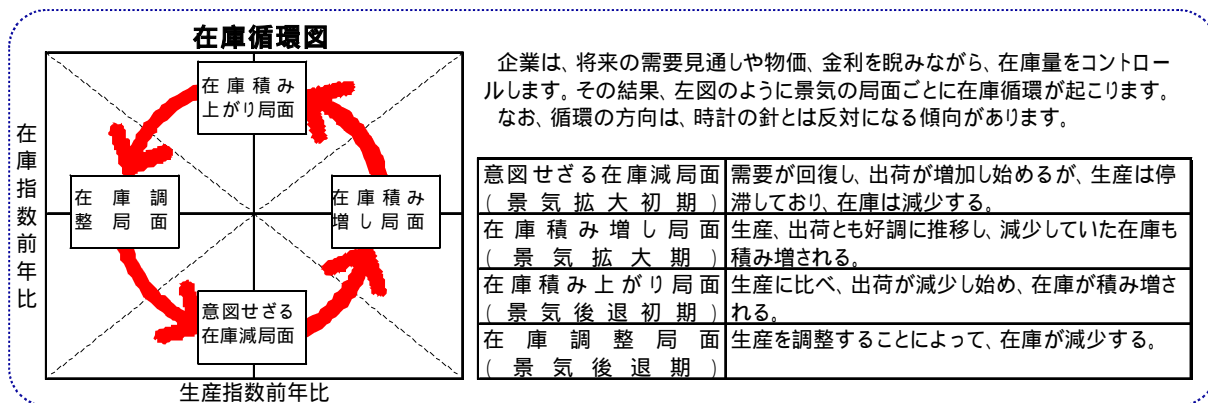 在庫循環図
在庫積み
上がり局面
在庫調
整局面
在庫積み
増し局面
意図せざる
在庫減局面
在庫指数前年比
生産指数前年比
企業は、将来の需要見通しや物価、金利を睨みながら、在庫量をコントロー
ルします。その結果、左図のように景気の局面ごとに在庫循環が起こります。
なお、循環の方向は、時計の針とは反対になる傾向があります。
意図せざる在庫減局面
(景気拡大初期)
需要が回復し、出荷が増加し始めるが、生産は停
滞しており、在庫は減少する。
在庫積み増し局面
(景気拡大期)
生産、出荷とも好調に推移し、減少していた在庫も
積み増される。
在庫積み上がり局面
(景気後退初期)
生産に比べ、出荷が減少し始め、在庫が積み増さ
れる。
在庫調整局面
(景気後退期)
生産を調整することによって、在庫が減少する。